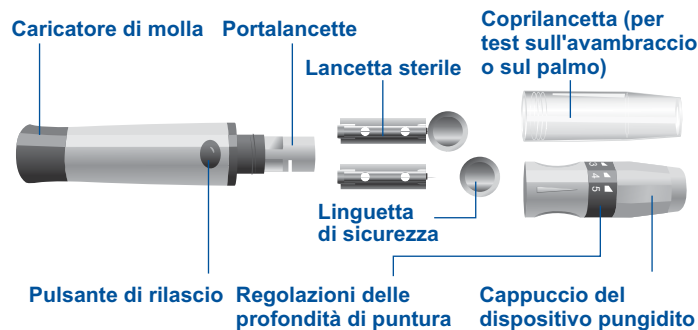 Caricatore di molla
Portalancette
Lancetta sterile
Coprilancetta (per
test sull'avambraccio
o sul palmo)
3
4
5
Linguetta
di sicurezza
Pulsante di rilascio
Regolazioni delle
profondità di puntura
Cappuccio del
dispositivo pungidito